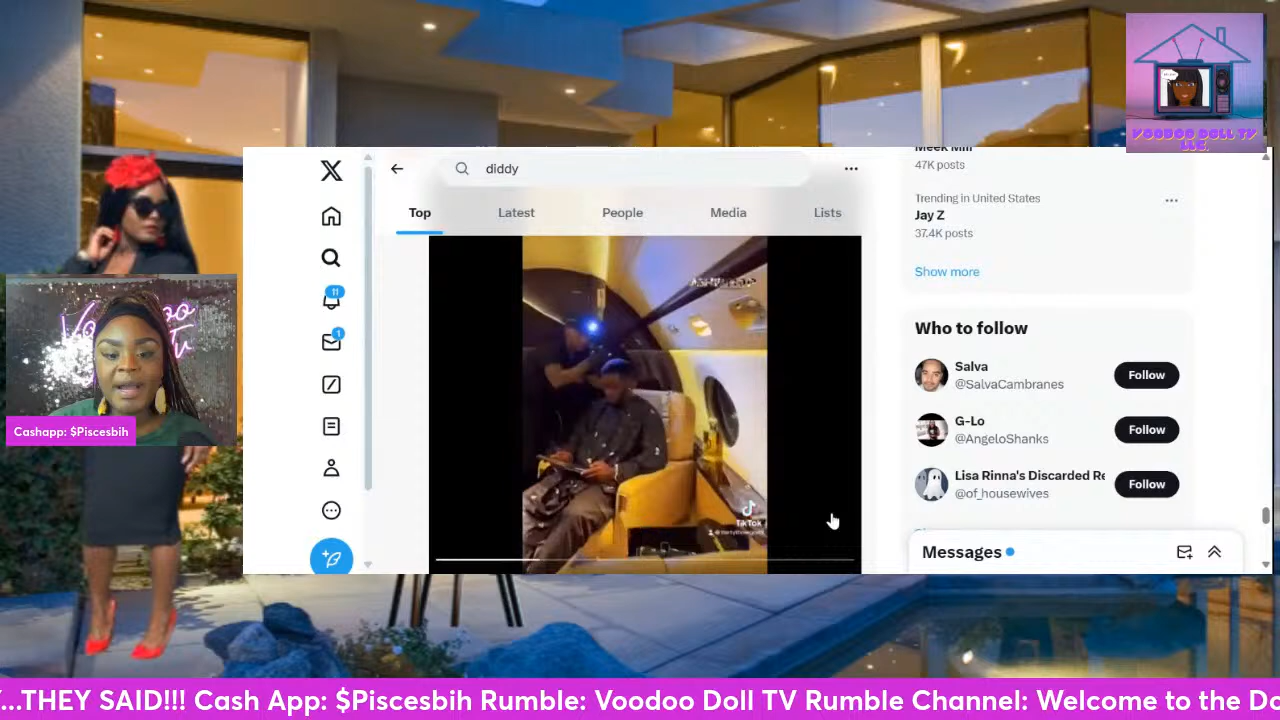 VOODOO DOLL TV
LLC.
diddy
Top
Latest
People
Media
Lists
Meek Mill
47K posts
Trending in United States
Jay Z
37.4K posts
Show more
Who to follow
Salva
@SalvaCambranes
Follow
G-Lo
@AngeloShanks
Follow
Lisa Rinna's Discarded Re
@of_housewives
Follow
Messages
11
1
TikTok
Cashapp: $Piscesbih
...THEY SAID!!! Cash App: $Piscesbih Rumble: Voodoo Doll TV Rumble Channel: Welcome to the Do